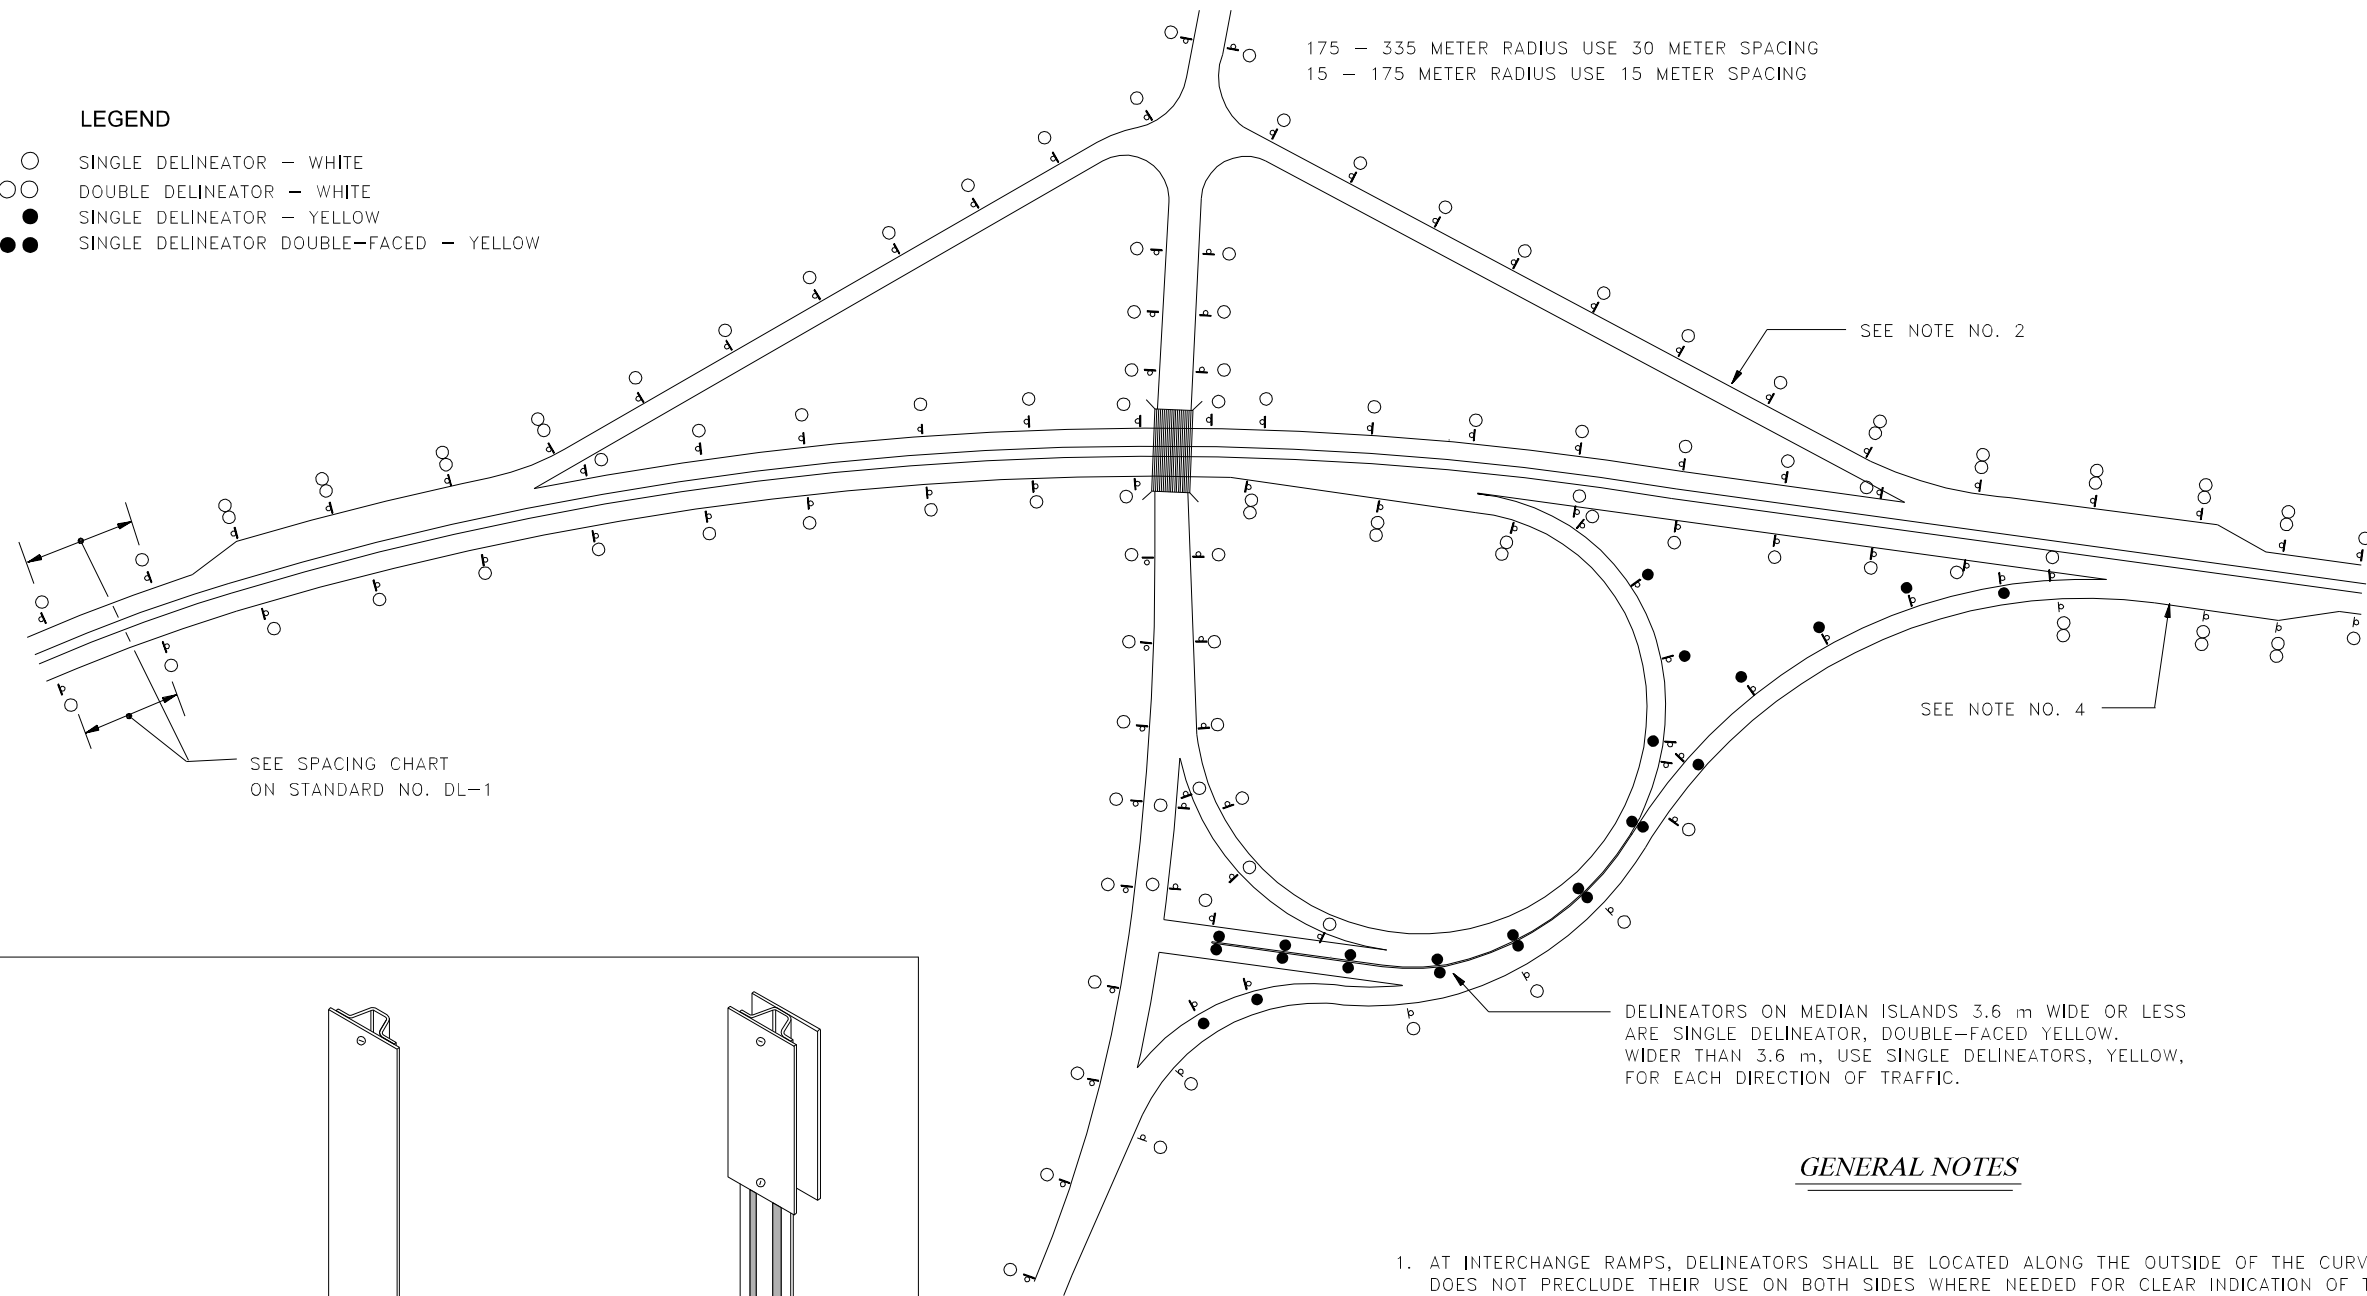 175 – 335 METER RADIUS USE 30 METER SPACING
15 – 175 METER RADIUS USE 15 METER SPACING
LEGEND
SINGLE DELINEATOR – WHITE
DOUBLE DELINEATOR – WHITE
SINGLE DELINEATOR – YELLOW
SINGLE DELINEATOR DOUBLE–FACED – YELLOW
SEE NOTE NO. 2
SEE NOTE NO. 4
SEE SPACING CHART
ON STANDARD NO. DL–1
DELINEATORS ON MEDIAN ISLANDS 3.6 m WIDE OR LESS
ARE SINGLE DELINEATOR, DOUBLE–FACED YELLOW.
WIDER THAN 3.6 m, USE SINGLE DELINEATORS, YELLOW,
FOR EACH DIRECTION OF TRAFFIC.
GENERAL NOTES
1. AT INTERCHANGE RAMPS, DELINEATORS SHALL BE LOCATED ALONG THE OUTSIDE OF THE CURV
DOES NOT PRECLUDE THEIR USE ON BOTH SIDES WHERE NEEDED FOR CLEAR INDICATION OF T